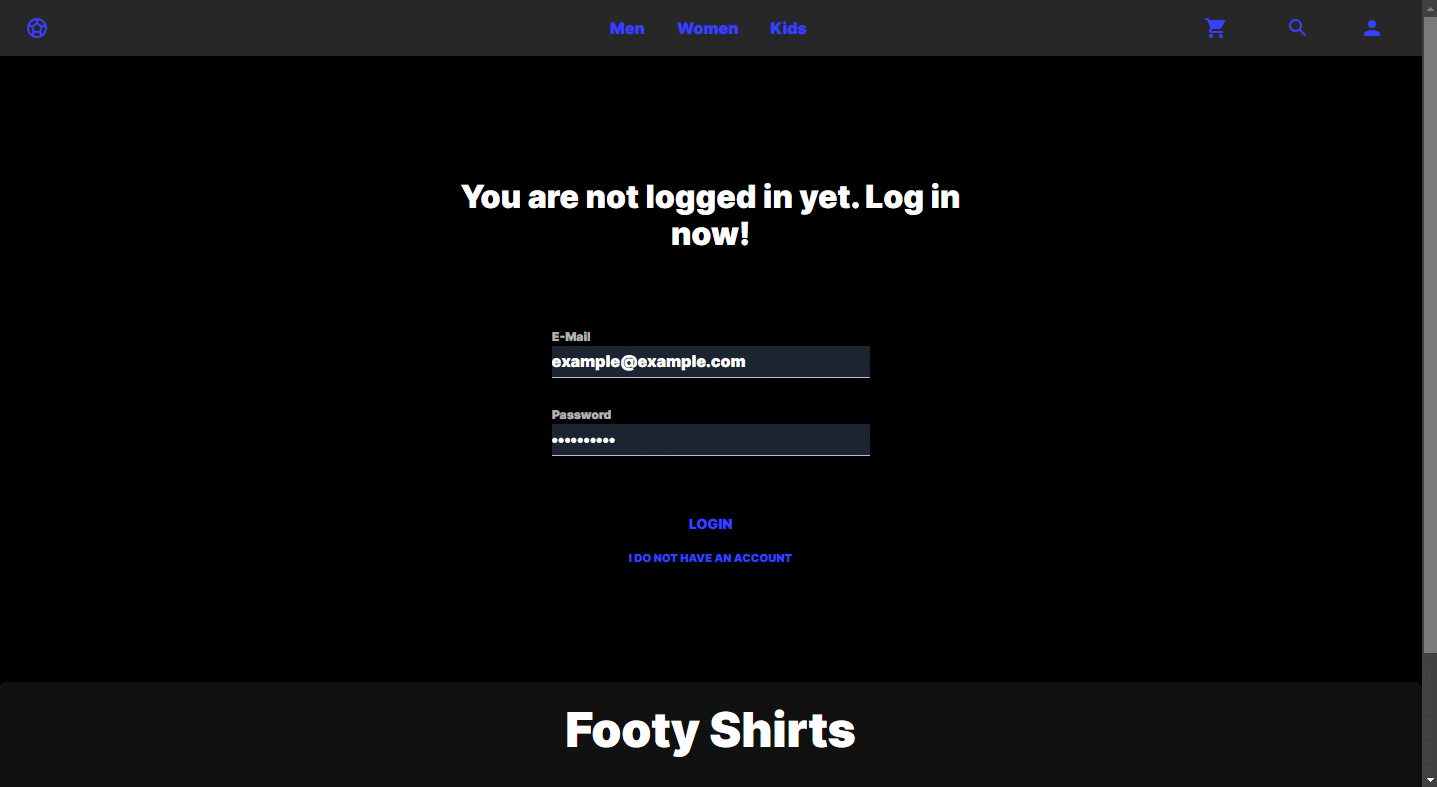 Men Women Kids
You are not logged in yet. Log in
now!
E-Mail
example@example.com
Password
••••••••••
LOGIN
I DO NOT HAVE AN ACCOUNT
Footy Shirts